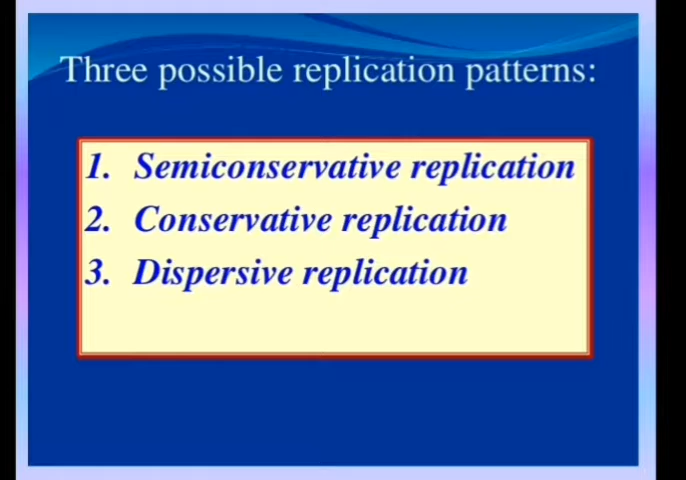 Three possible replication patterns:
1. Semiconservative replication
2. Conservative replication
3. Dispersive replication